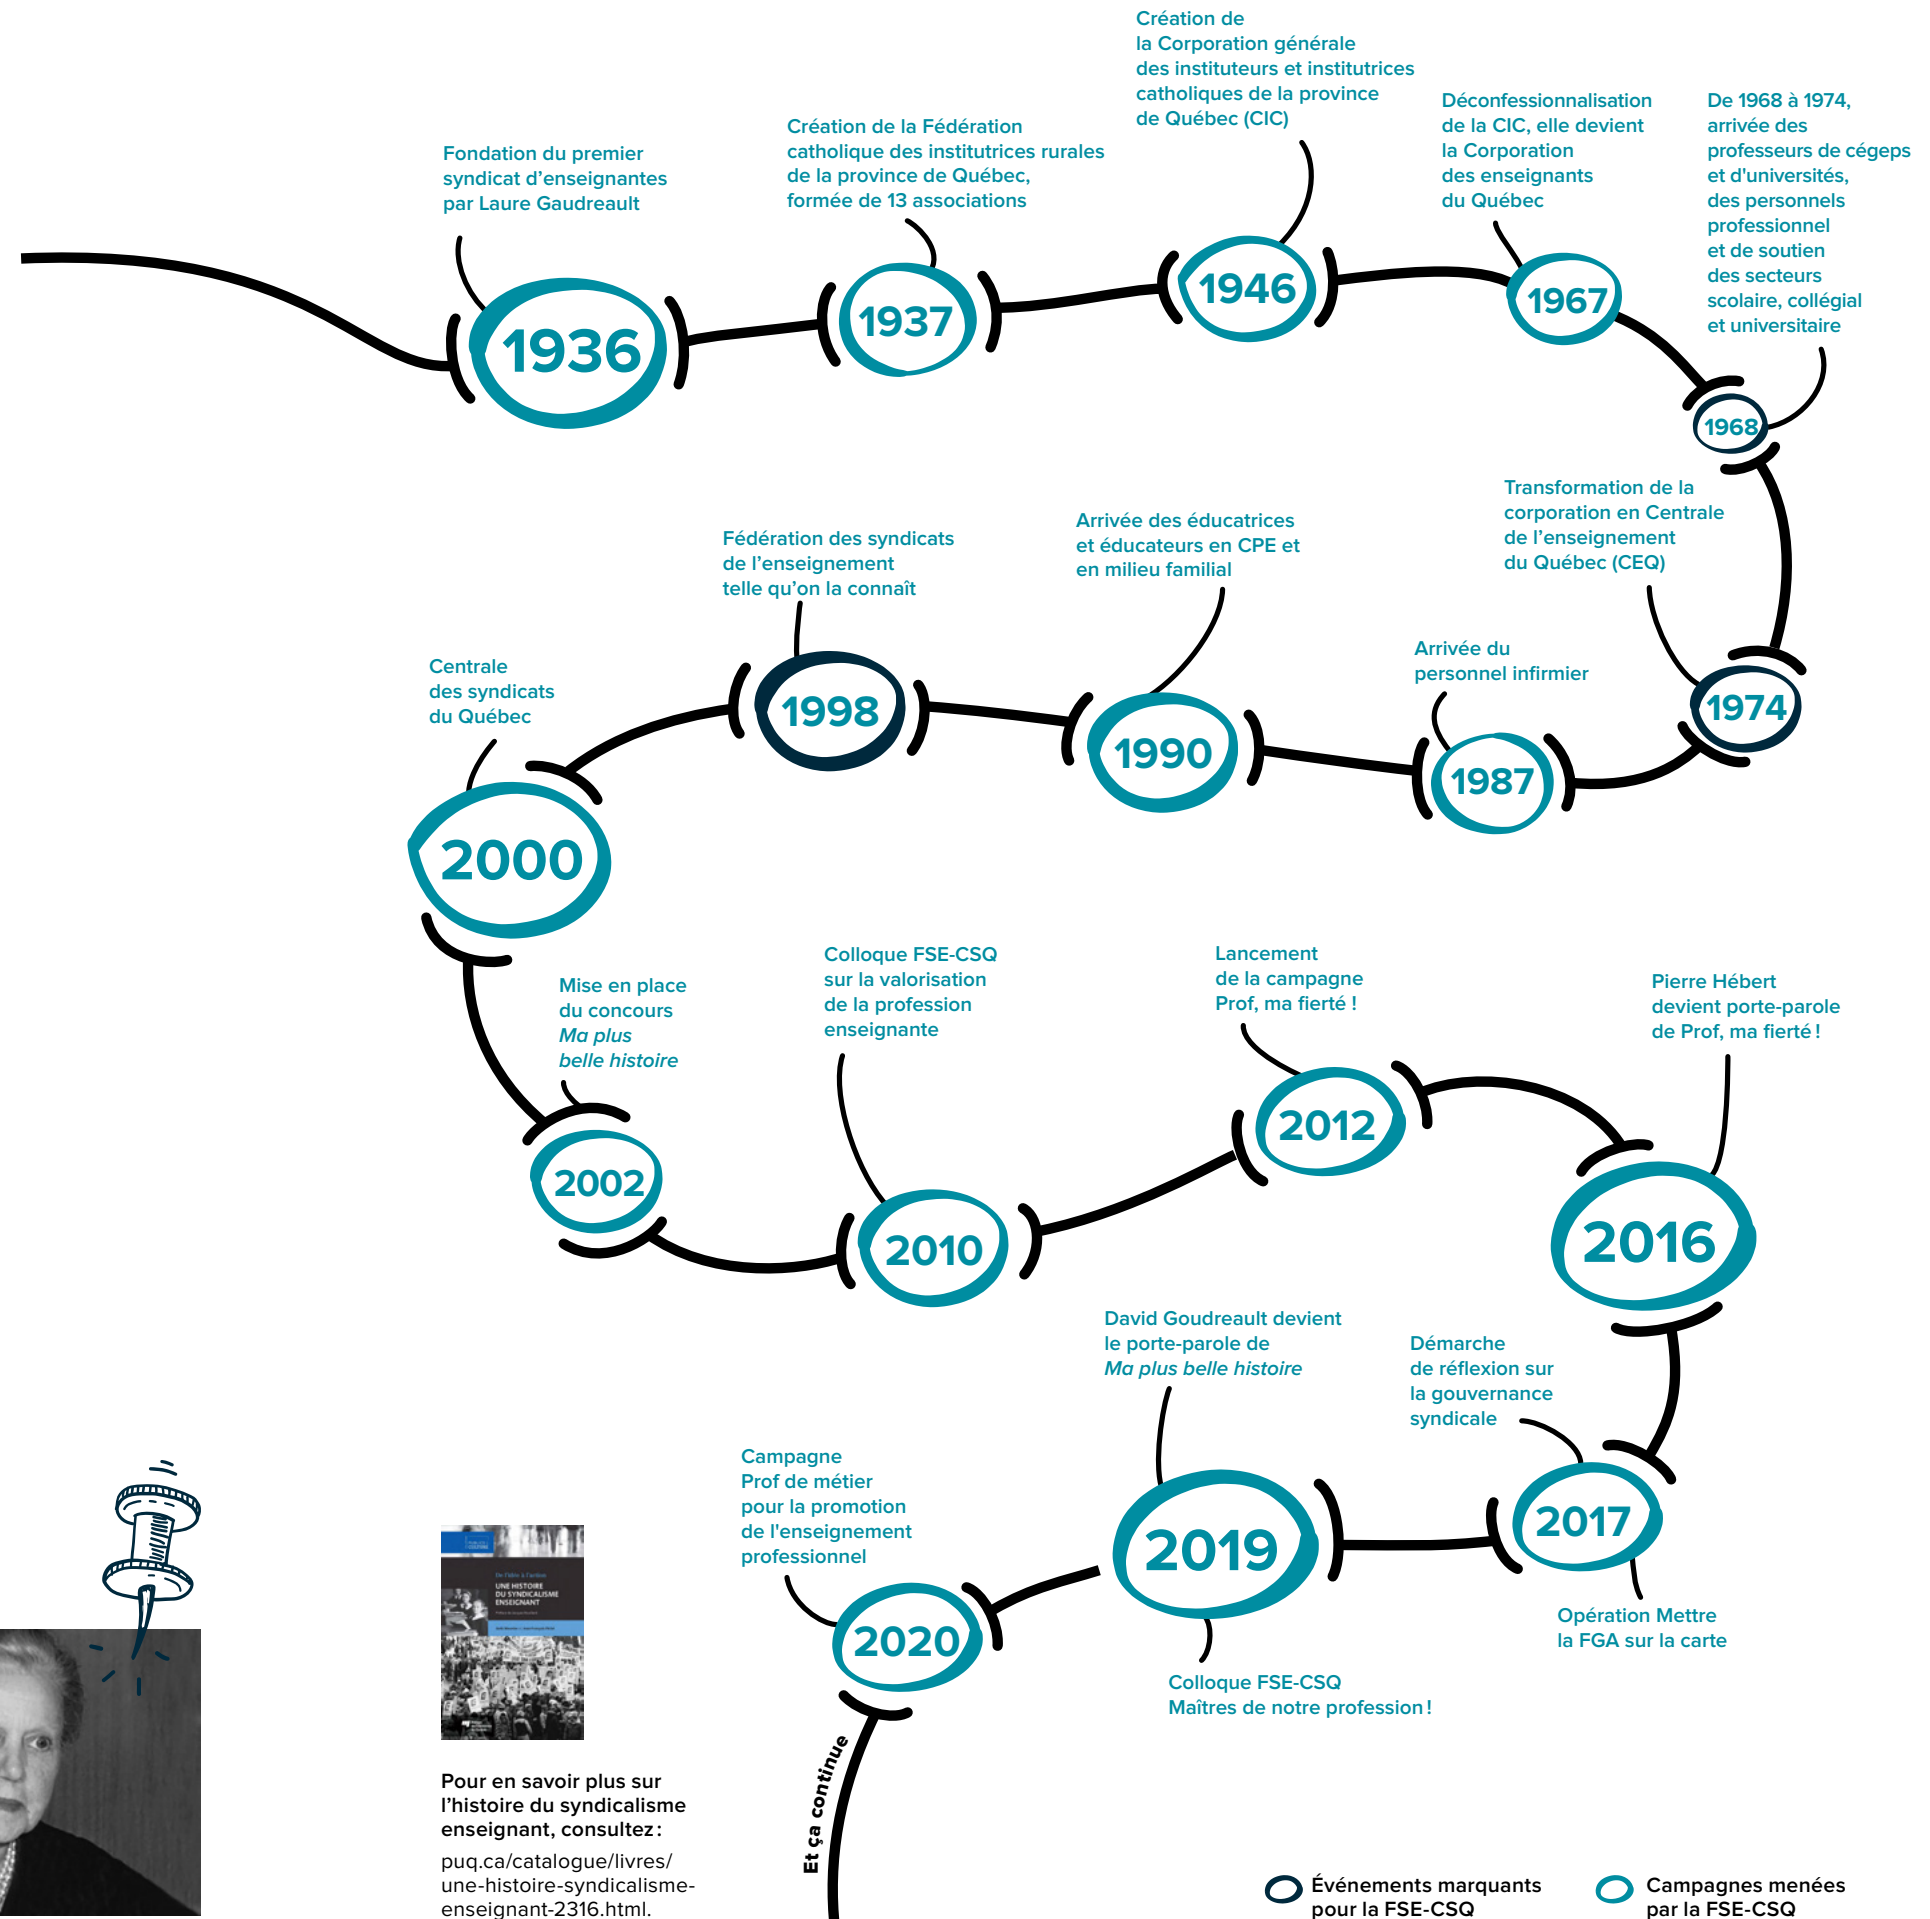 Fondation du premier
syndicat d’enseignantes
par Laure Gaudreault
1936
Création de la Fédération
catholique des institutrices rurales
de la province de Québec,
formée de 13 associations
1937
Création de
la Corporation générale
des instituteurs et institutrices
catholiques de la province
de Québec (CIC)
1946
Déconfessionnalisation
de la CIC, elle devient
la Corporation
des enseignants
du Québec
1967
De 1968 à 1974,
arrivée des
professeurs de cégeps
et d'universités,
des personnels
professionnel
et de soutien
des secteurs
scolaire, collégial
et universitaire
1968
Transformation de la
corporation en Centrale
de l’enseignement
du Québec (CEQ)
1974
Arrivée du
personnel infirmier
1987
Arrivée des éducatrices
et éducateurs en CPE et
en milieu familial
1990
Fédération des syndicats
de l’enseignement
telle qu’on la connaît
1998
Centrale
des syndicats
du Québec
2000
Mise en place
du concours
Ma plus
belle histoire
2002
Colloque FSE-CSQ
sur la valorisation
de la profession
enseignante
2010
Lancement
de la campagne
Prof, ma fierté !
2012
Pierre Hébert
devient porte-parole
de Prof, ma fierté !
2016
Démarche
de réflexion sur
la gouvernance
syndicale
2017
Opération Mettre
la FGA sur la carte
David Goudreault devient
le porte-parole de
Ma plus belle histoire
2019
Colloque FSE-CSQ
Maîtres de notre profession !
Campagne
Prof de métier
pour la promotion
de l'enseignement
professionnel
2020
Et ça continue
De l'idée à l'action
UNE HISTOIRE
DU SYNDICALISME
ENSEIGNANT
Pour en savoir plus sur
l’histoire du syndicalisme
enseignant, consultez :
puq.ca/catalogue/livres/
une-histoire-syndicalisme-
enseignant-2316.html.
Événements marquants
pour la FSE-CSQ
Campagnes menées
par la FSE-CSQ